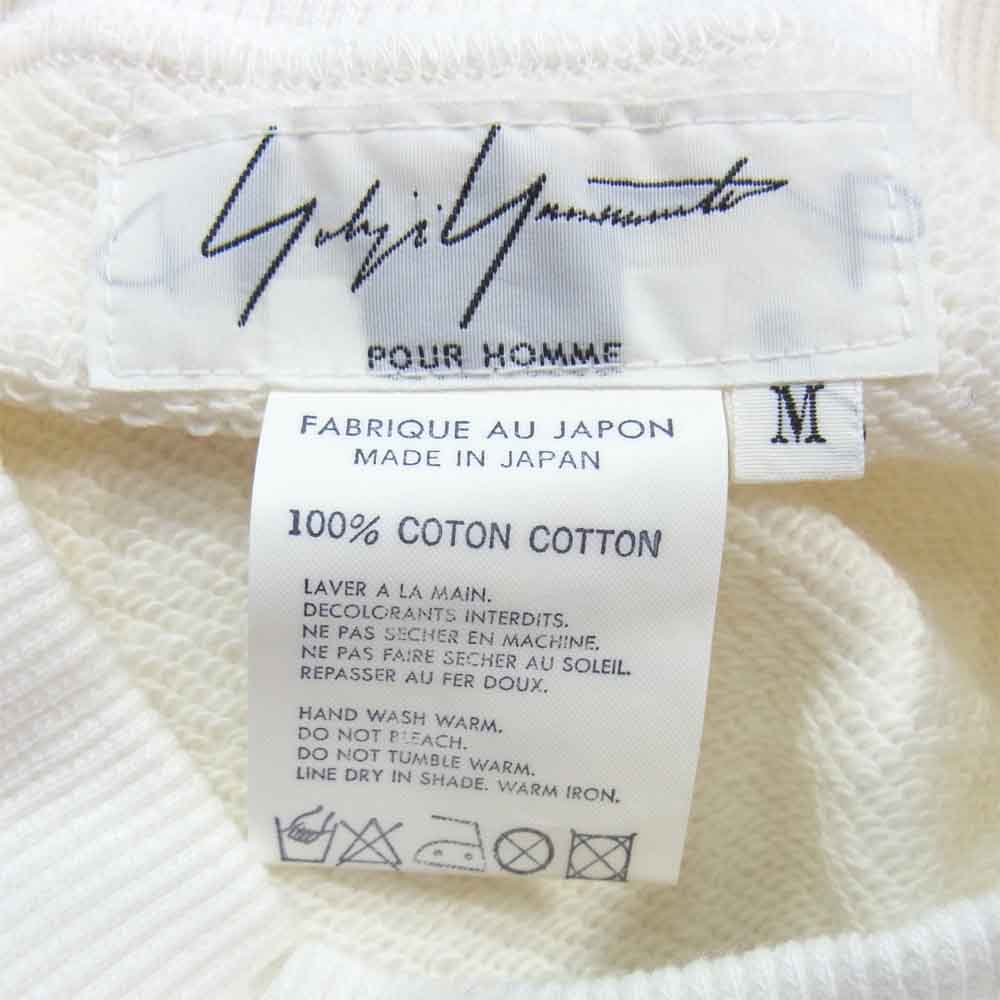 Yohji Yamamoto
POUR HOMME
M
FABRIQUE AU JAPON
MADE IN JAPAN
100% COTON COTTON
LAVER A LA MAIN.
DECOLORANTS INTERDITS.
NE PAS SECHER EN MACHINE.
NE PAS FAIRE SECHER AU SOLEIL.
REPASSER AU FER DOUX.
HAND WASH WARM.
DO NOT BLEACH.
DO NOT TUMBLE WARM.
LINE DRY IN SHADE. WARM IRON.